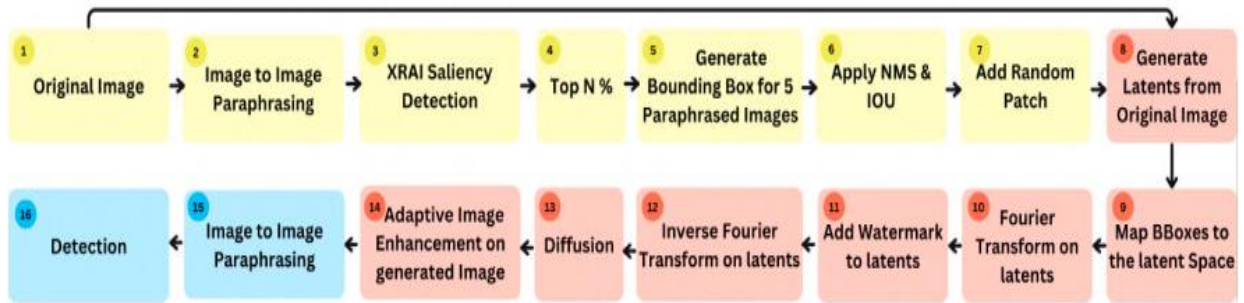 1
Original Image
2
Image to Image
Paraphrasing
3
XRAI Saliency
Detection
4
Top N %
5
Generate
Bounding Box for 5
Paraphrased Images
6
Apply NMS &
IOU
7
Add Random
Patch
8
Generate
Latents from
Original Image
9
Map BBoxes to
the latent Space
10
Fourier
Transform on
latents
11
Add Watermark
to latents
12
Inverse Fourier
Transform on latents
13
Diffusion
14
Adaptive Image
Enhancement on
generated Image
15
Image to Image
Paraphrasing
16
Detection